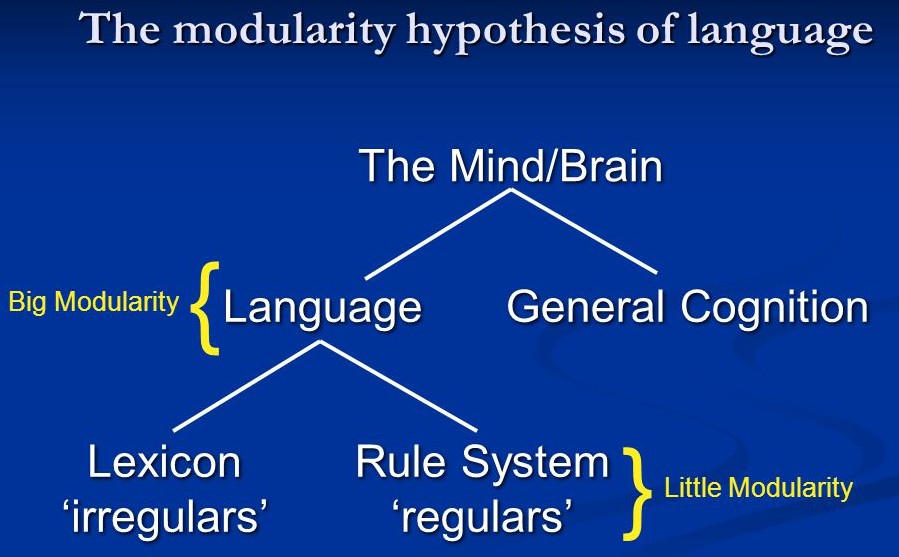 The modularity hypothesis of language
The Mind/Brain
Big Modularity { Language General Cognition
Lexicon Rule System
‘irregulars’ ‘regulars’ } Little Modularity